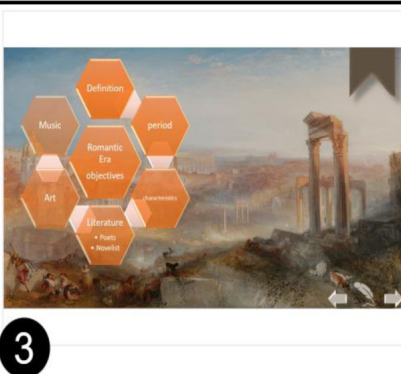 Definition
Music
period
Romantic
Era
objectives
Art
characteristics
Literature
• Poets
• Novelist
3